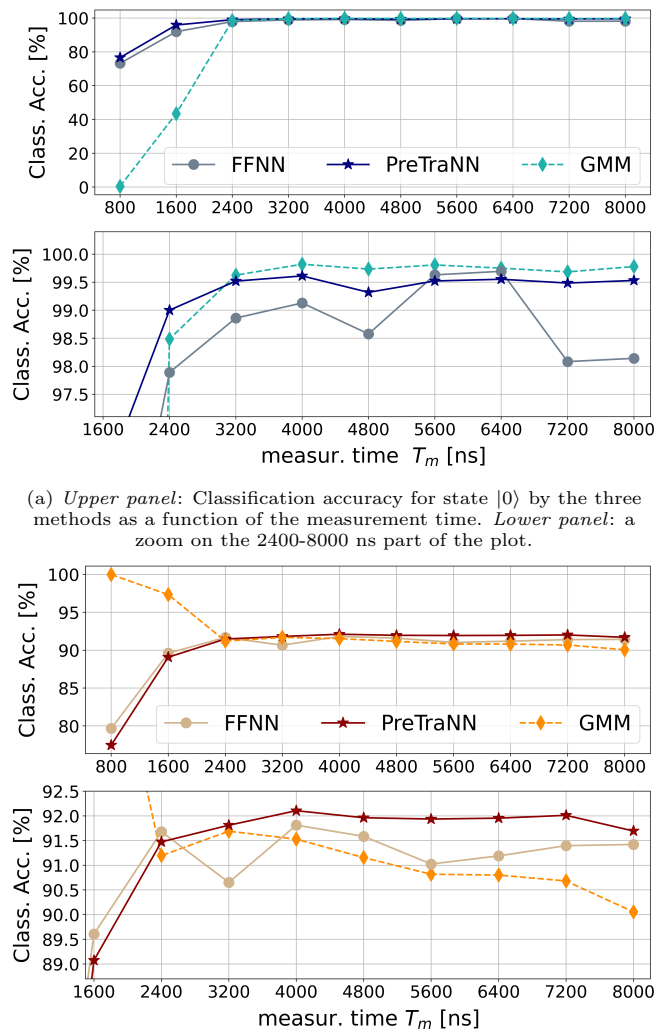 Class. Acc. [%]
100
80
60
40
20
0
FFNN PreTraNN GMM
800 1600 2400 3200 4000 4800 5600 6400 7200 8000
Class. Acc. [%]
100.0
99.5
99.0
98.5
98.0
97.5
1600 2400 3200 4000 4800 5600 6400 7200 8000
measur. time T_m [ns]
(a) Upper panel: Classification accuracy for state |0⟩ by the three
methods as a function of the measurement time. Lower panel: a
zoom on the 2400-8000 ns part of the plot.
Class. Acc. [%]
100
95
90
85
80
FFNN PreTraNN GMM
800 1600 2400 3200 4000 4800 5600 6400 7200 8000
Class. Acc. [%]
92.5
92.0
91.5
91.0
90.5
90.0
89.5
89.0
1600 2400 3200 4000 4800 5600 6400 7200 8000
measur. time T_m [ns]